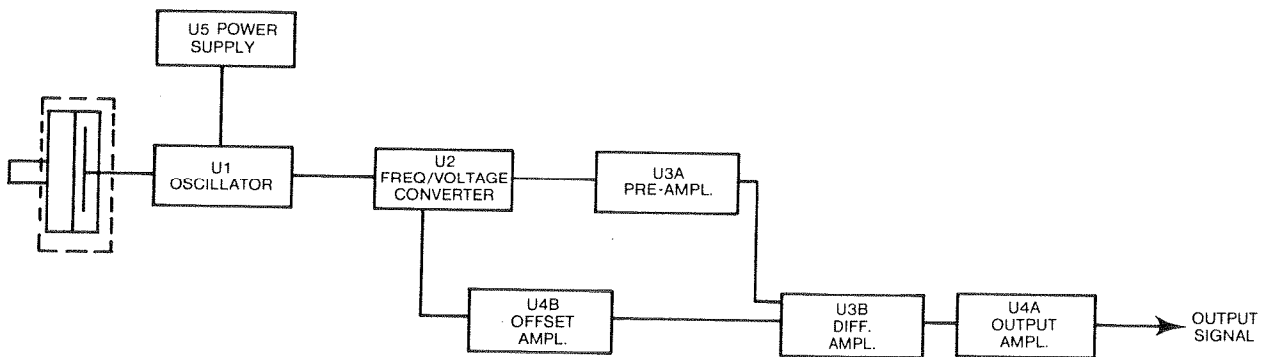 U5 POWER
SUPPLY
U1
OSCILLATOR
U2
FREQ/VOLTAGE
CONVERTER
U3A
PRE-AMPL.
U4B
OFFSET
AMPL.
U3B
DIFF.
AMPL.
U4A
OUTPUT
AMPL.
OUTPUT
SIGNAL